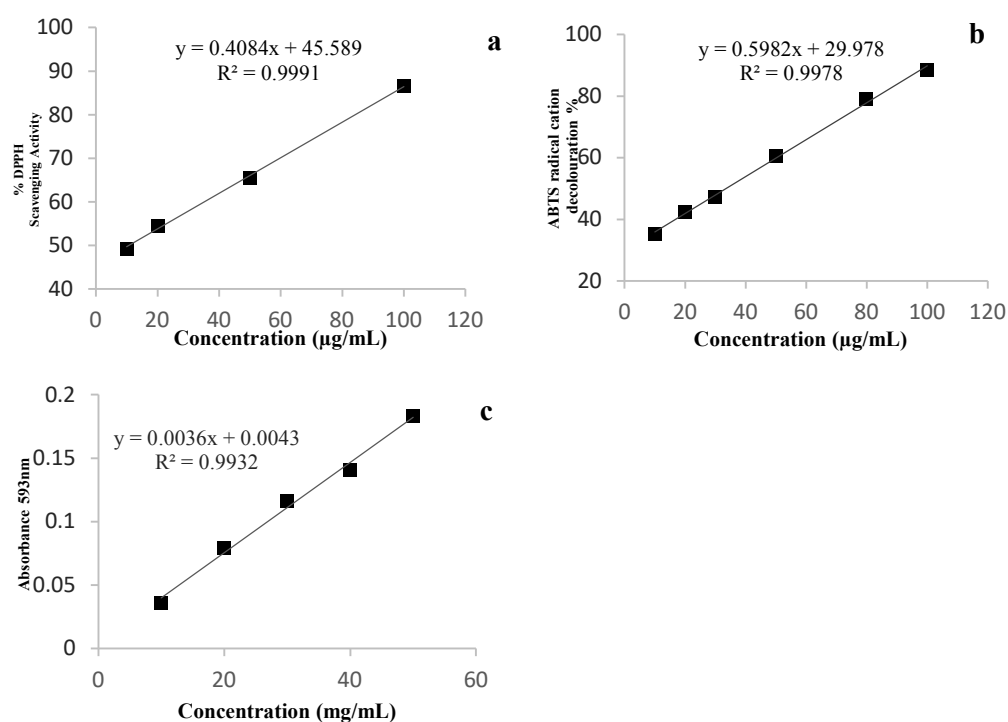 a
y = 0.4084x + 45.589
R² = 0.9991
100
90
80
70
60
50
40
% DPPH
Scavenging Activity
0 20 40 60 80 100 120
Concentration (µg/mL)
b
y = 0.5982x + 29.978
R² = 0.9978
100
80
60
40
20
ABTS radical cation
decolouration %
0 20 40 60 80 100 120
Concentration (µg/mL)
c
y = 0.0036x + 0.0043
R² = 0.9932
0.2
0.15
0.1
0.05
0
Absorbance 593nm
0 20 40 60
Concentration (mg/mL)